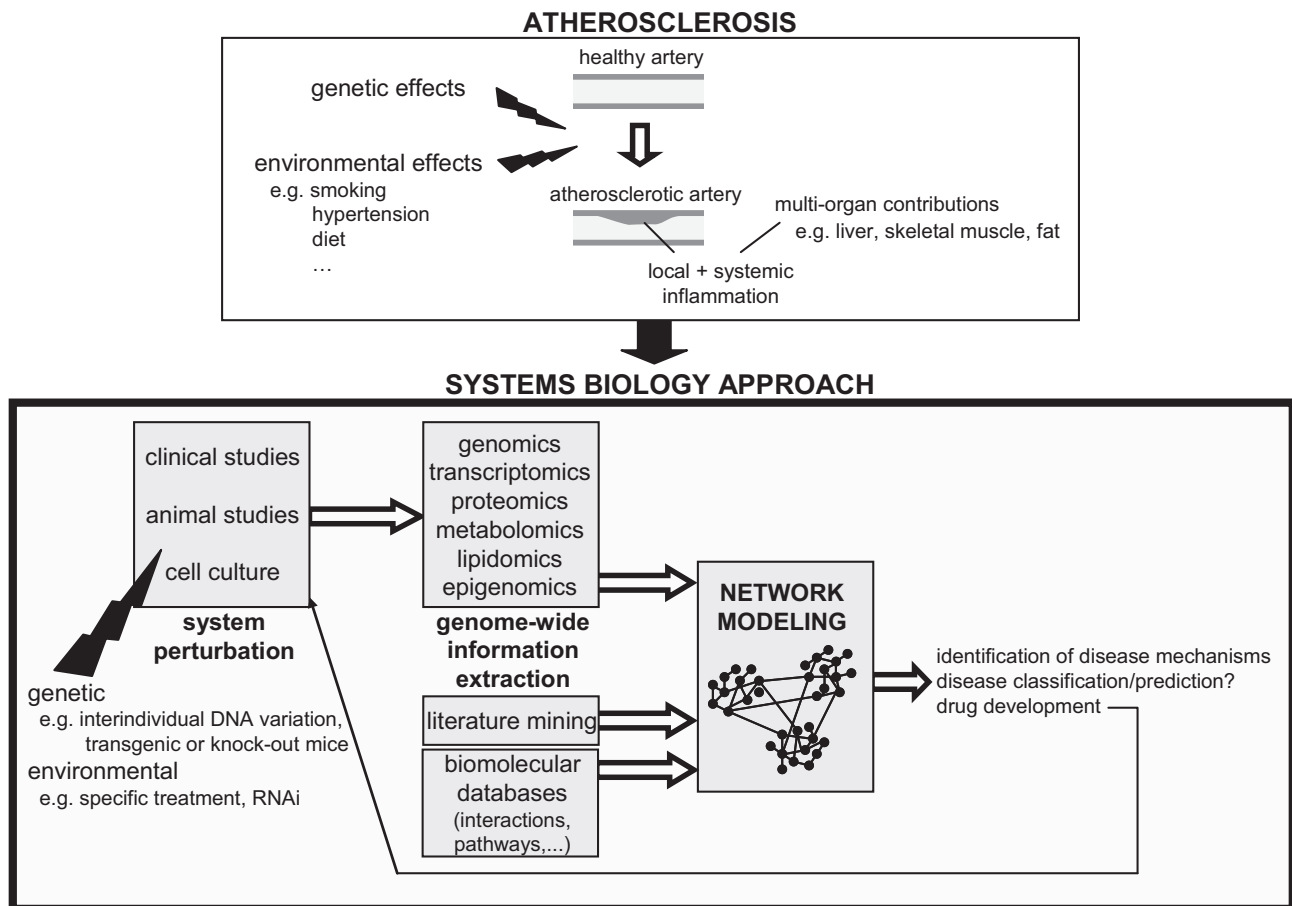 ATHEROSCLEROSIS
healthy artery
genetic effects
environmental effects
e.g. smoking
hypertension
diet
...
atherosclerotic artery
multi-organ contributions
e.g. liver, skeletal muscle, fat
local + systemic
inflammation
SYSTEMS BIOLOGY APPROACH
clinical studies
animal studies
cell culture
system
perturbation
genetic
e.g. interindividual DNA variation,
transgenic or knock-out mice
environmental
e.g. specific treatment, RNAi
genomics
transcriptomics
proteomics
metabolomics
lipidomics
epigenomics
genome-wide
information
extraction
literature mining
biomolecular
databases
(interactions,
pathways,...)
NETWORK
MODELING
identification of disease mechanisms
disease classification/prediction?
drug development